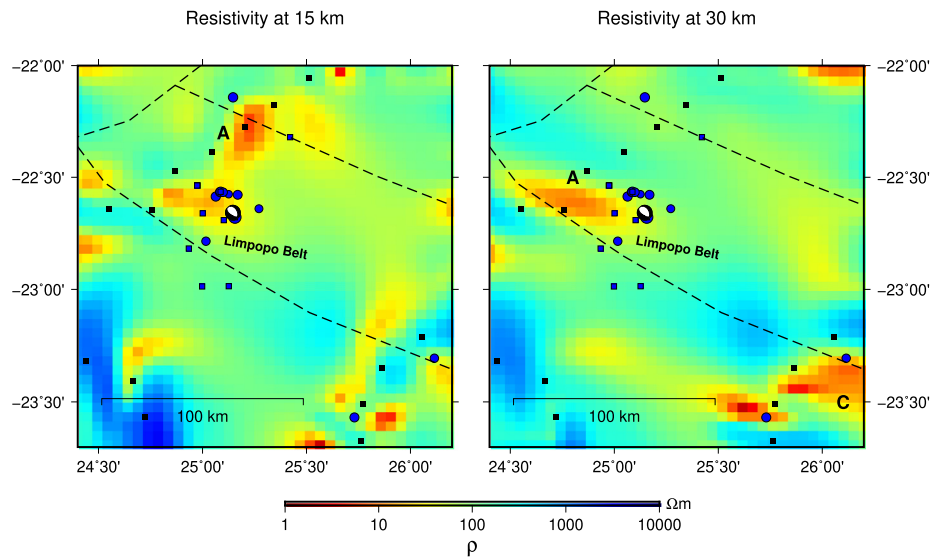 Resistivity at 15 km
Resistivity at 30 km
−22°00'
−22°00'
A
−22°30'
−22°30'
A
Limpopo Belt
Limpopo Belt
−23°00'
−23°00'
−23°30'
−23°30'
100 km
100 km
C
24°30'
25°00'
25°30'
26°00'
24°30'
25°00'
25°30'
26°00'
Ωm
1
10
100
1000
10000
ρ